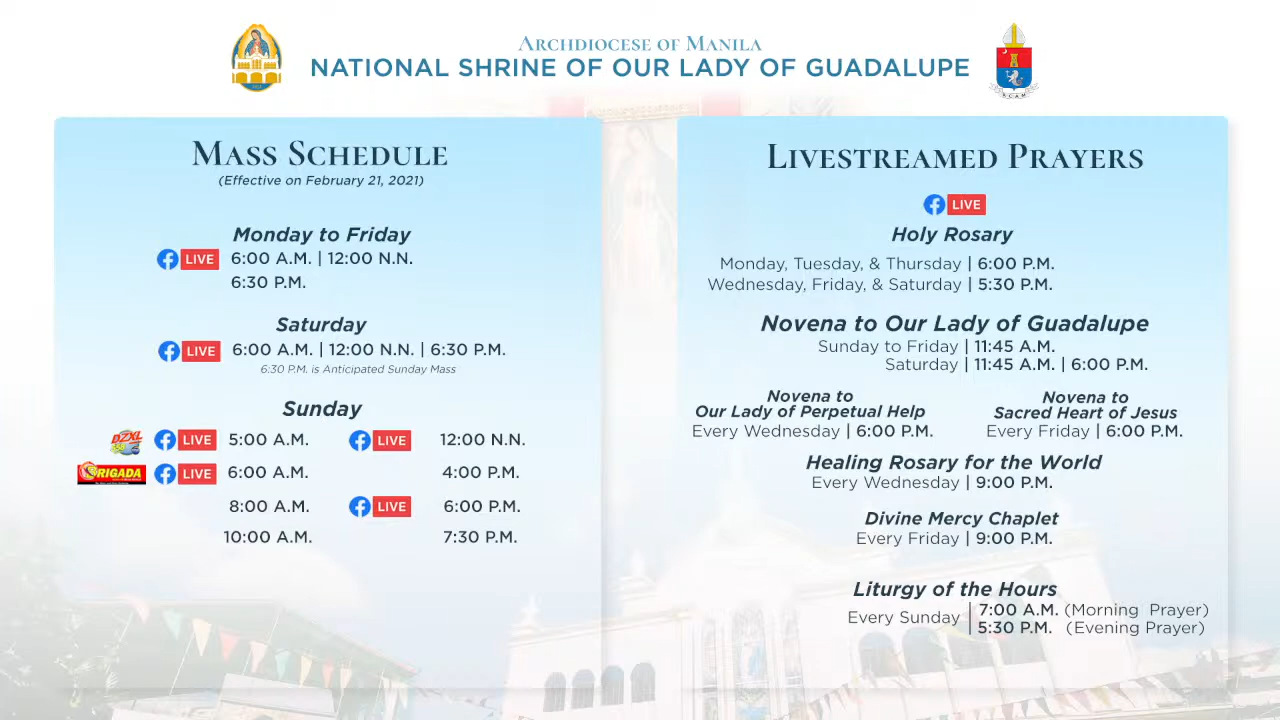 ARCHDIOCESE OF MANILA
NATIONAL SHRINE OF OUR LADY OF GUADALUPE
R.C.A.M.
MASS SCHEDULE
(Effective on February 21, 2021)
Monday to Friday
LIVE 6:00 A.M. | 12:00 N.N.
6:30 P.M.
Saturday
LIVE 6:00 A.M. | 12:00 N.N. | 6:30 P.M.
6:30 P.M. is Anticipated Sunday Mass
Sunday
DZXL LIVE 5:00 A.M. LIVE 12:00 N.N.
BRIGADA LIVE 6:00 A.M. 4:00 P.M.
8:00 A.M. LIVE 6:00 P.M.
10:00 A.M. 7:30 P.M.
LIVESTREAMED PRAYERS
LIVE
Holy Rosary
Monday, Tuesday, & Thursday | 6:00 P.M.
Wednesday, Friday, & Saturday | 5:30 P.M.
Novena to Our Lady of Guadalupe
Sunday to Friday | 11:45 A.M.
Saturday | 11:45 A.M. | 6:00 P.M.
Novena to
Our Lady of Perpetual Help
Every Wednesday | 6:00 P.M.
Novena to
Sacred Heart of Jesus
Every Friday | 6:00 P.M.
Healing Rosary for the World
Every Wednesday | 9:00 P.M.
Divine Mercy Chaplet
Every Friday | 9:00 P.M.
Liturgy of the Hours
Every Sunday | 7:00 A.M. (Morning Prayer)
5:30 P.M. (Evening Prayer)